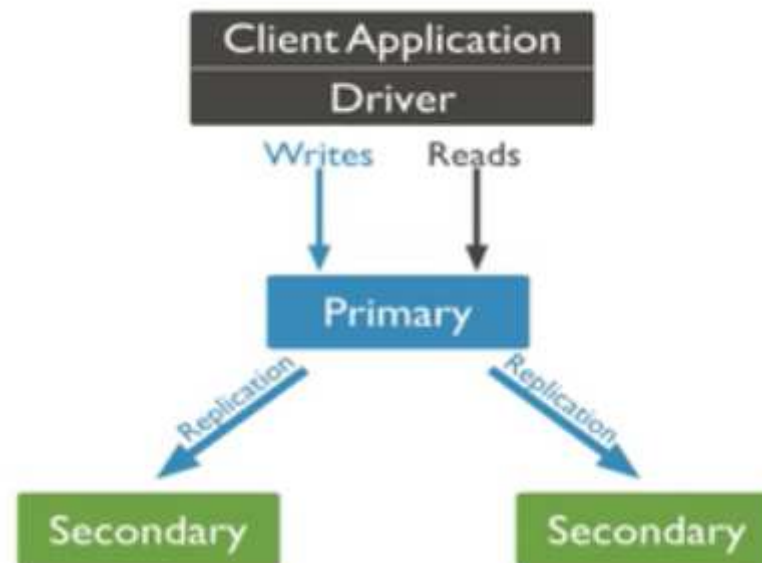 Client Application
Driver
Writes Reads
Primary
Replication Replication
Secondary Secondary